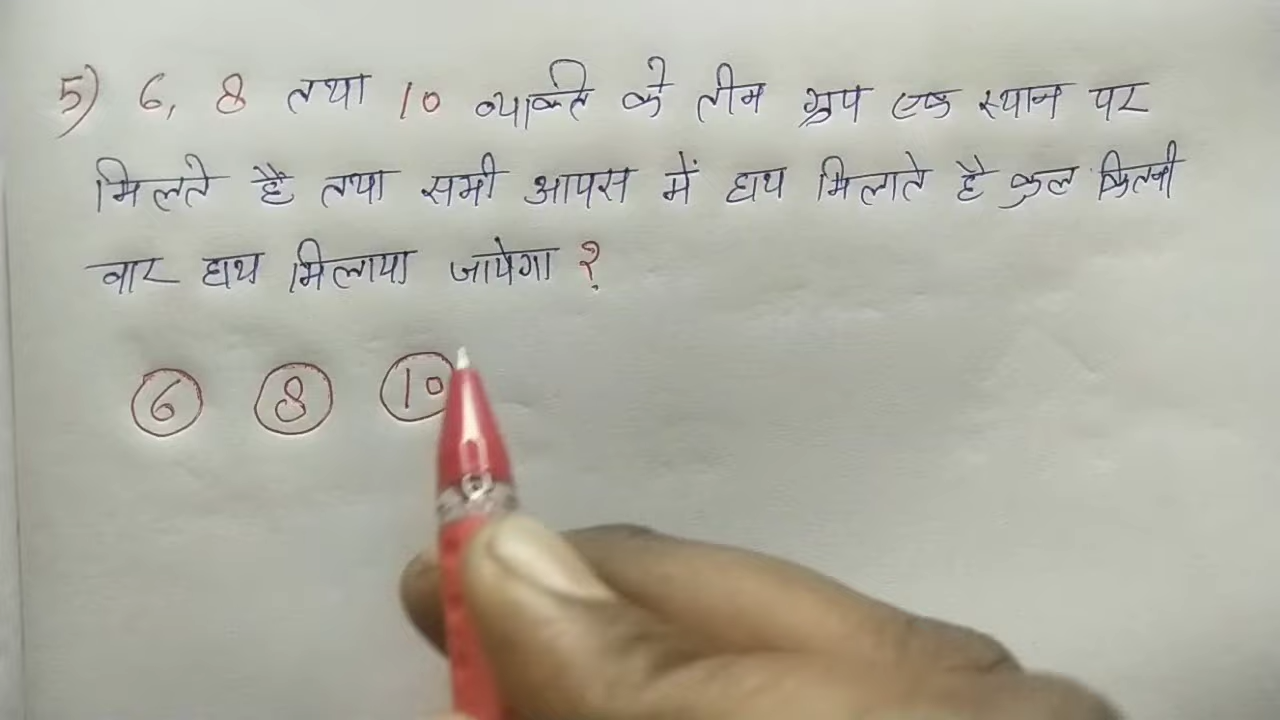 5) 6, 8 तथा 10 व्यक्ति के तीन ग्रुप एक स्थान पर
मिलते है तथा सभी आपस में हाथ मिलाते है कुल कितनी
बार हाथ मिलाया जायेगा ?
6 8 10